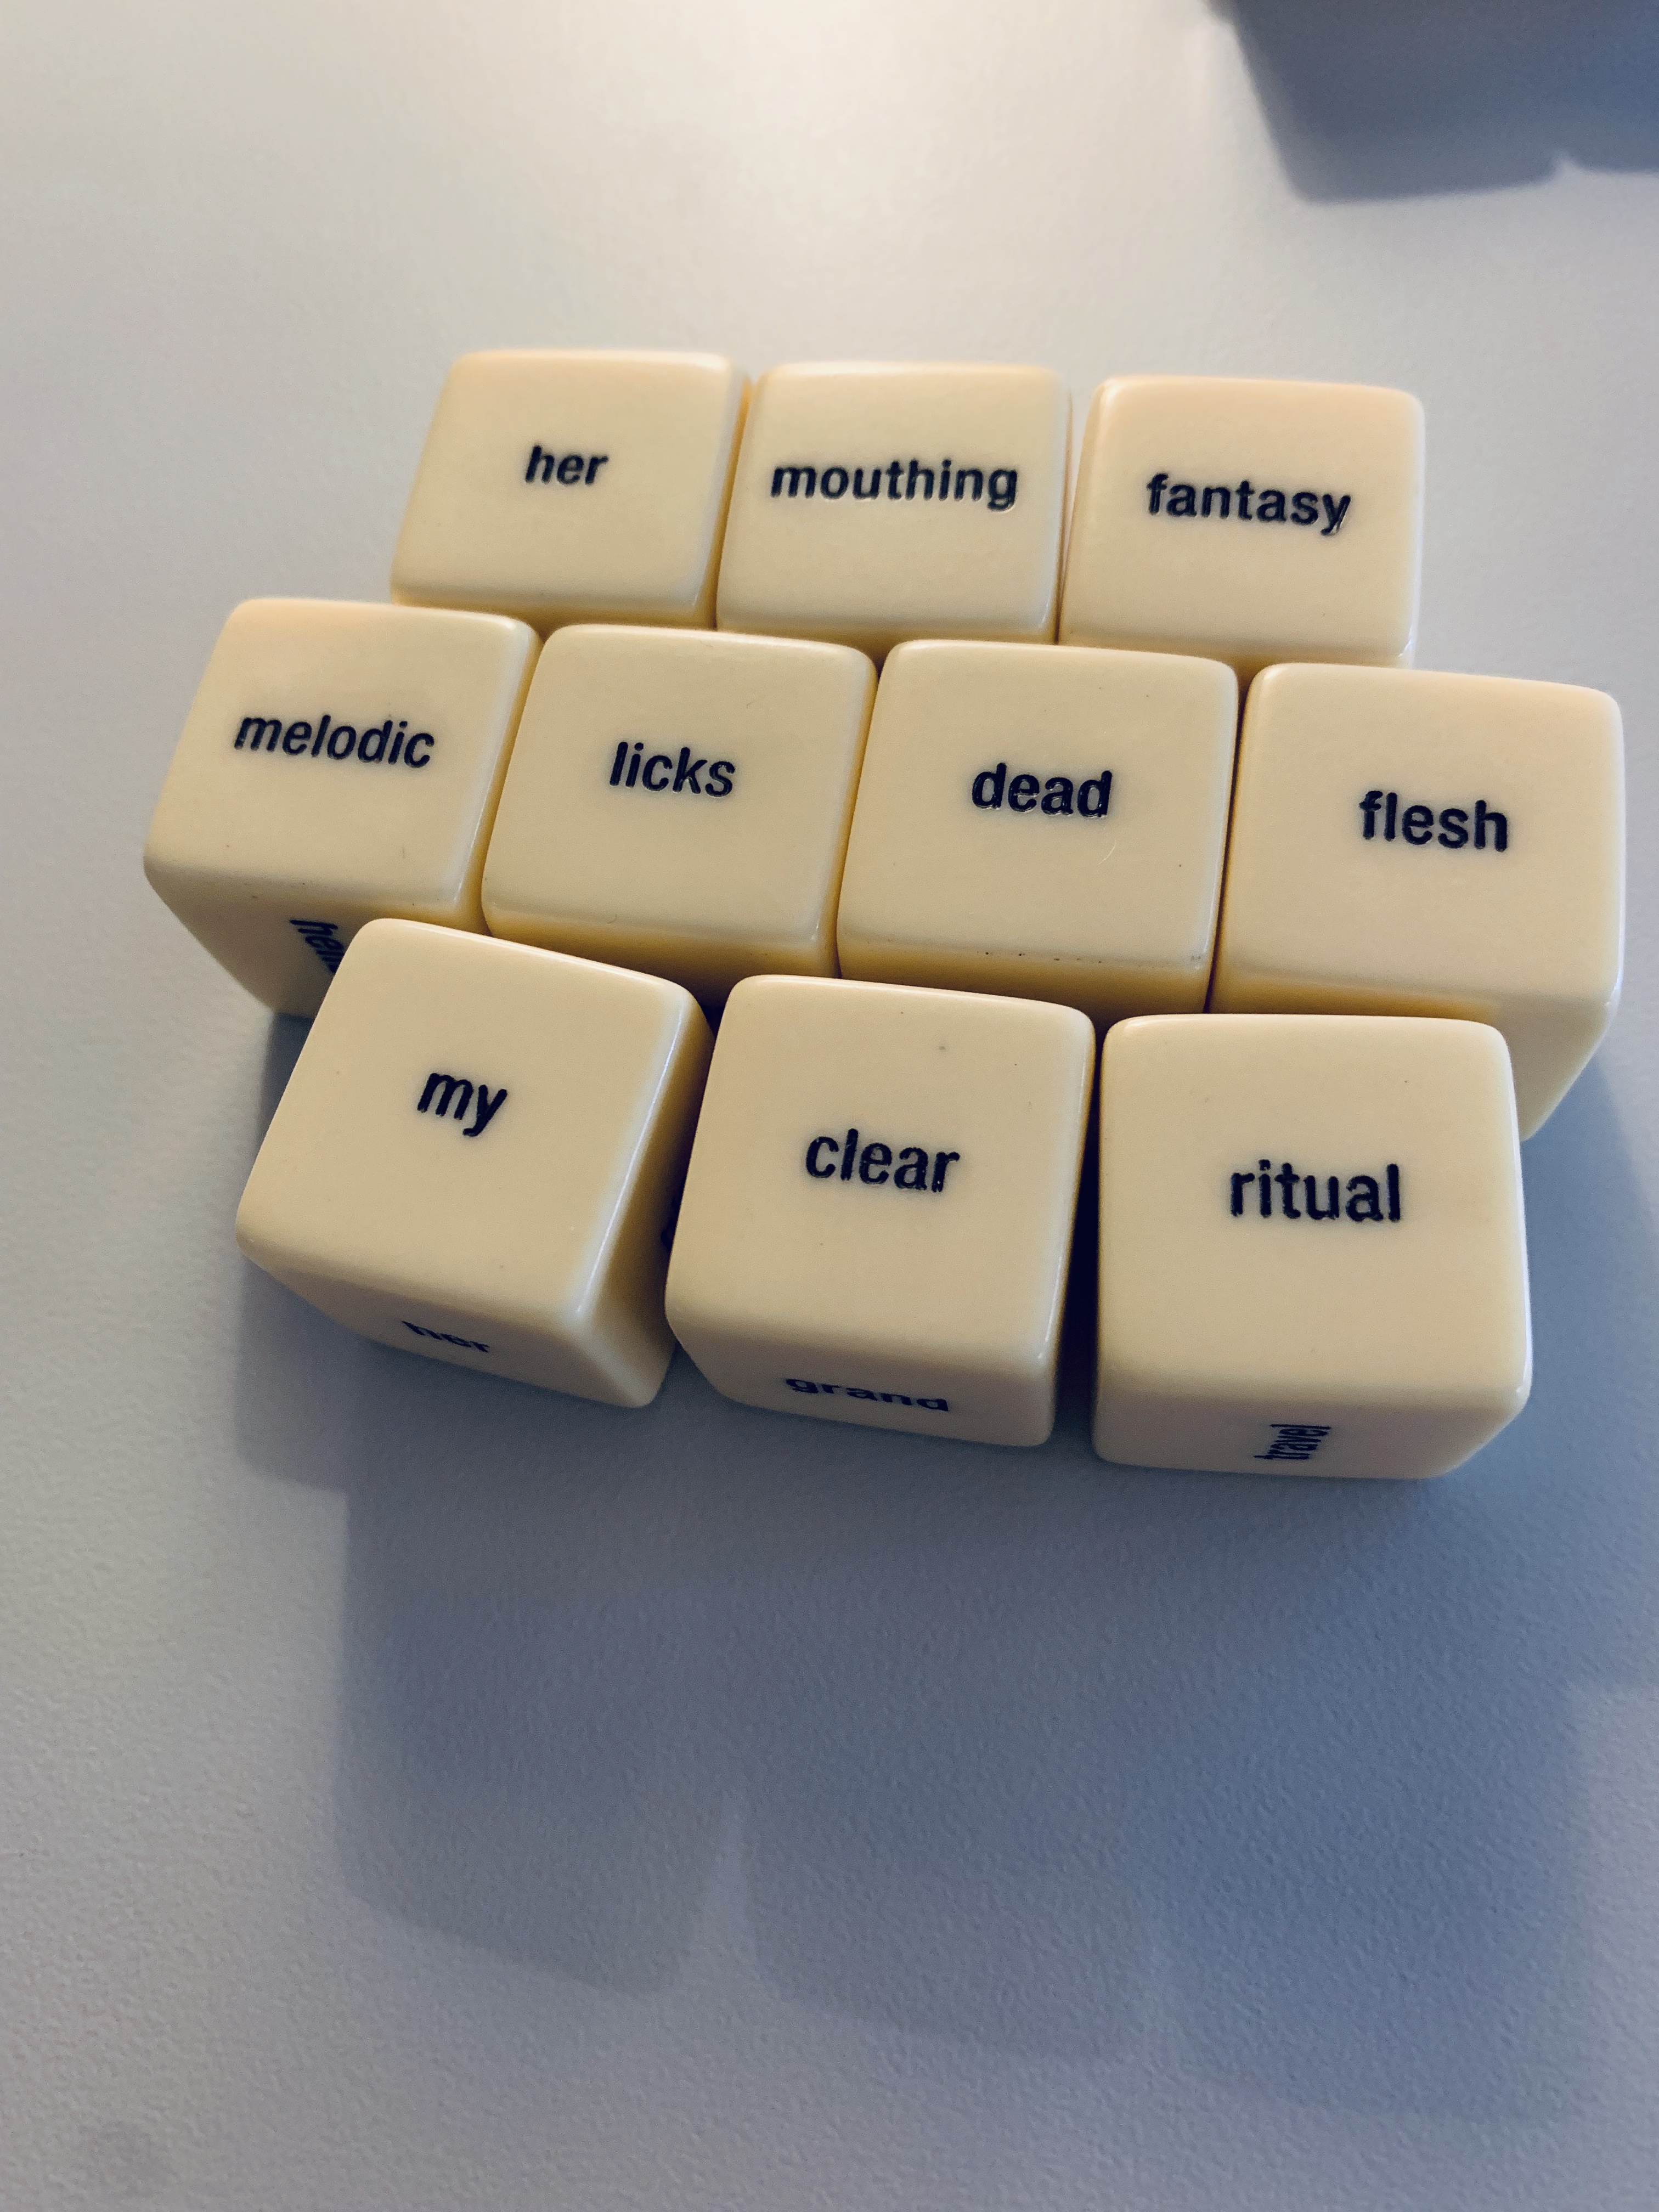 her mouthing fantasy
melodic licks dead flesh
my clear ritual
her grand travel